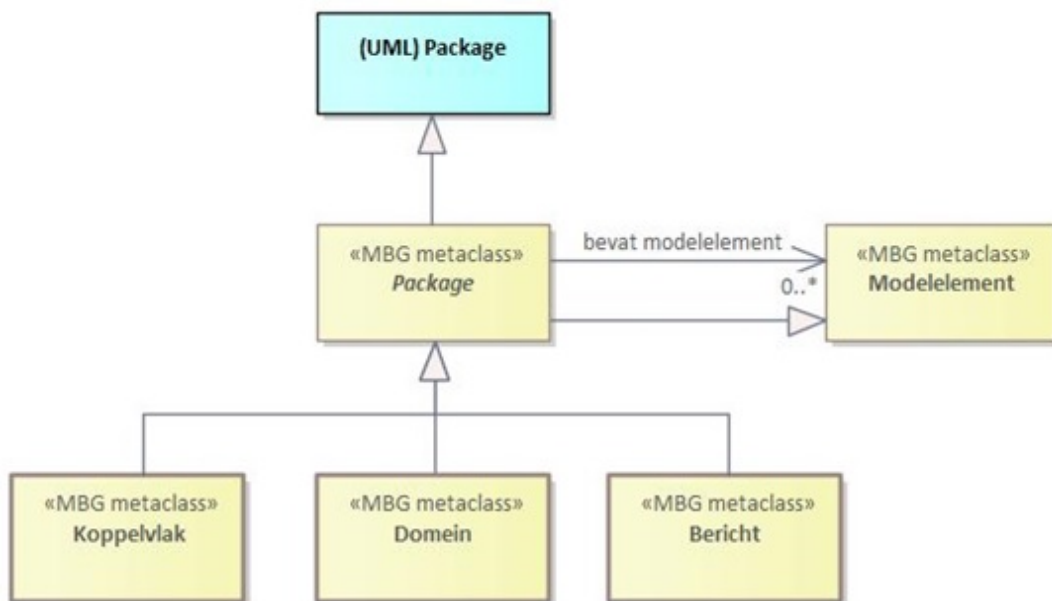 (UML) Package
«MBG metaclass»
Package
bevat modelelement
0..*
«MBG metaclass»
Modelelement
«MBG metaclass»
Koppelvlak
«MBG metaclass»
Domein
«MBG metaclass»
Bericht